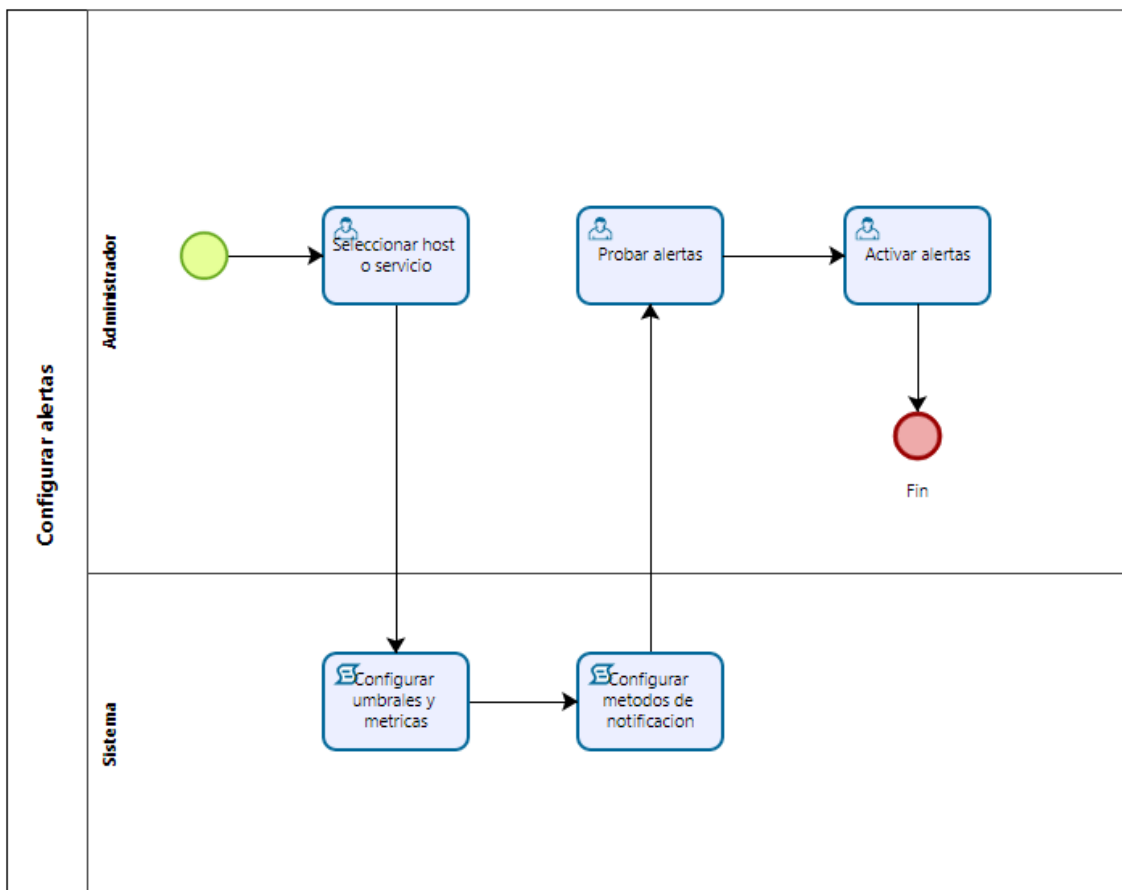 Configurar alertas
Administrador
Seleccionar host
o servicio
Probar alertas
Activar alertas
Fin
Sistema
Configurar
umbrales y
metricas
Configurar
metodos de
notificacion